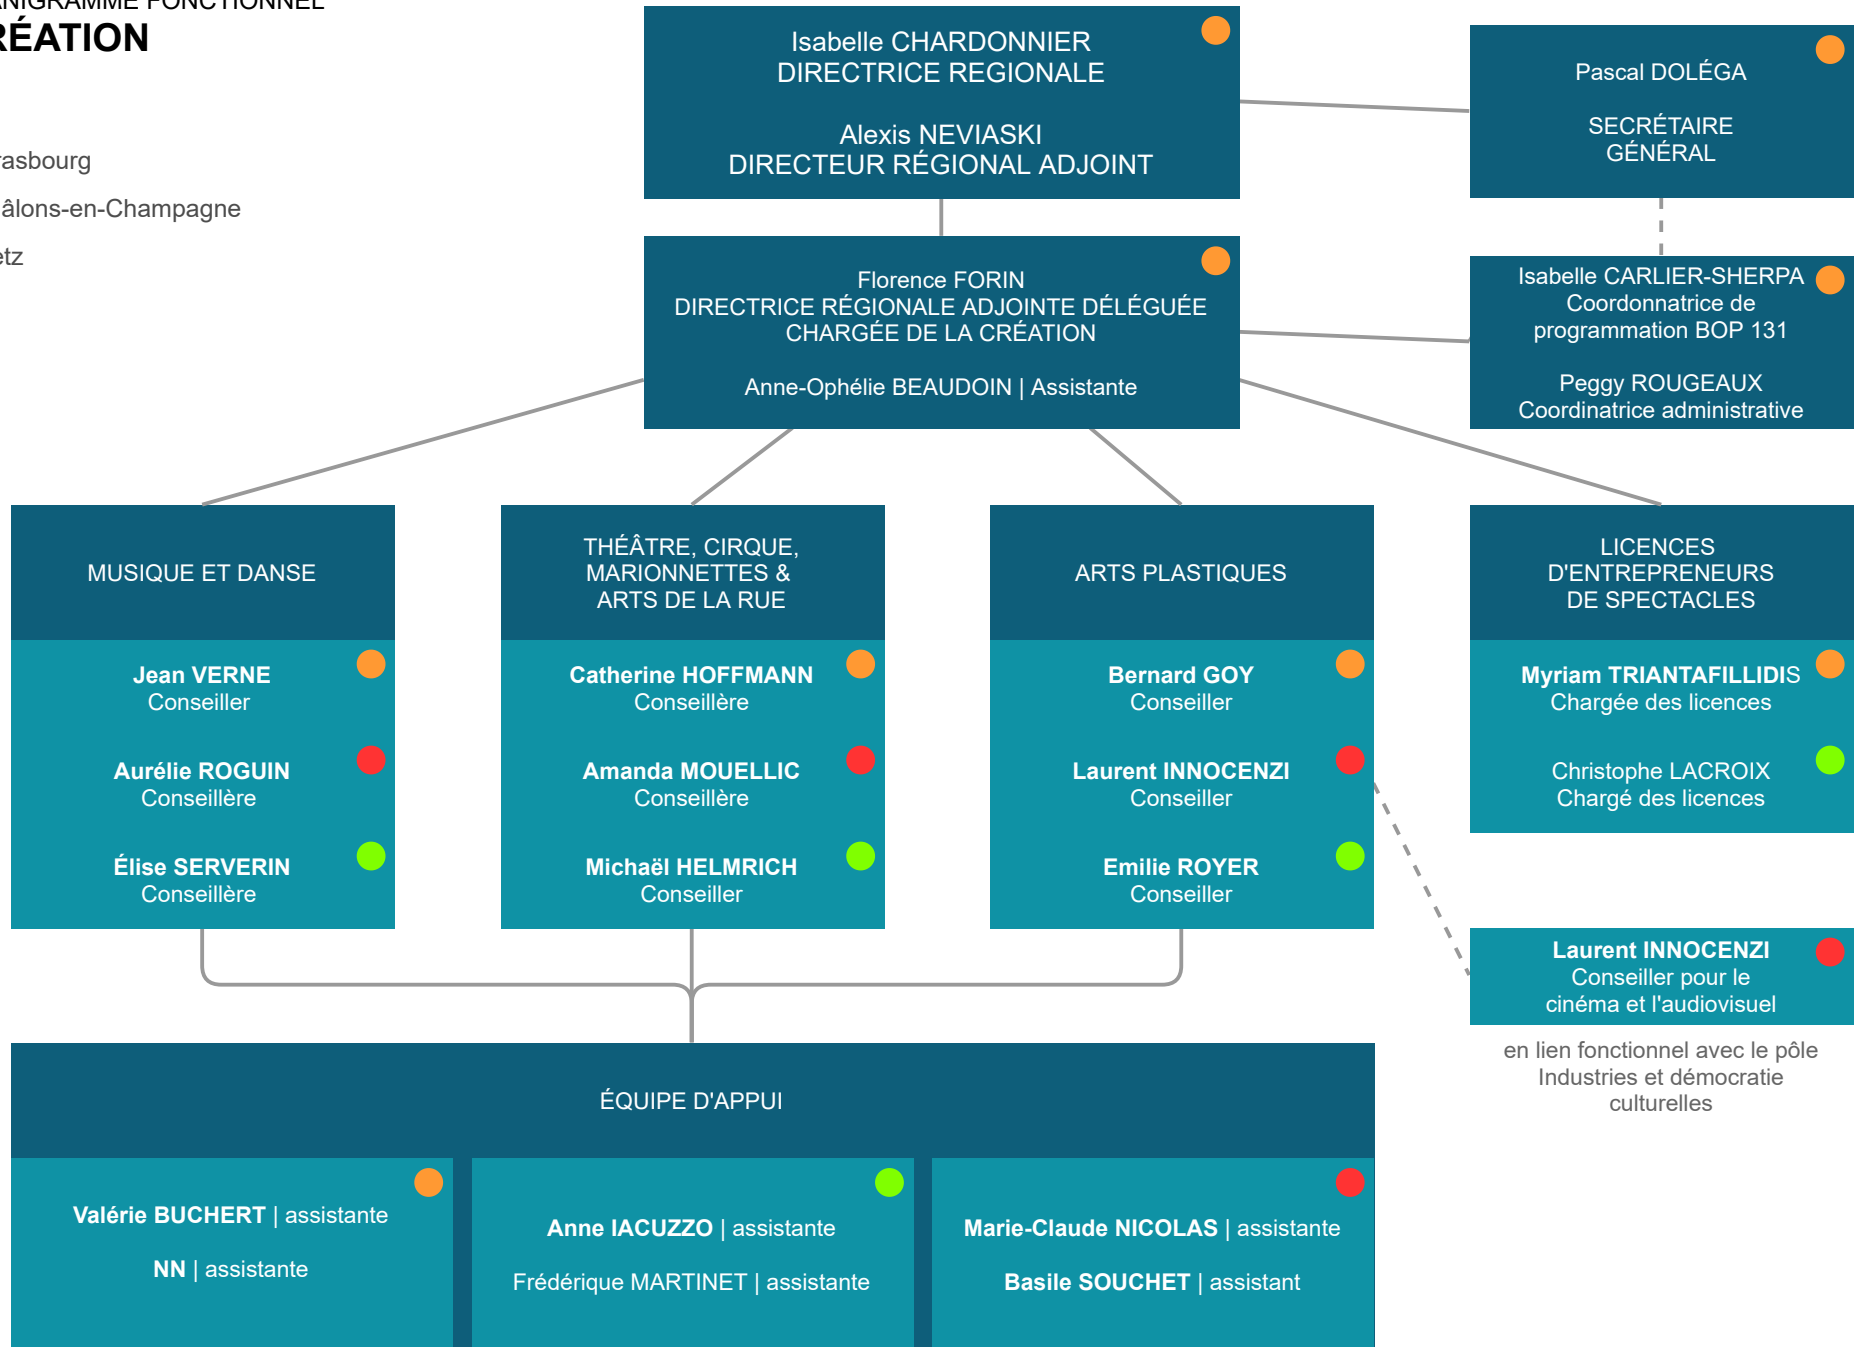 ANIGRAMME FONCTIONNEL
RÉATION
rasbourg
âlons-en-Champagne
etz
Isabelle CHARDONNIER
DIRECTRICE REGIONALE
Alexis NEVIASKI
DIRECTEUR RÉGIONAL ADJOINT
Pascal DOLÉGA
SECRÉTAIRE
GÉNÉRAL
Florence FORIN
DIRECTRICE RÉGIONALE ADJOINTE DÉLÉGUÉE
CHARGÉE DE LA CRÉATION
Anne-Ophélie BEAUDOIN | Assistante
Isabelle CARLIER-SHERPA
Coordonnatrice de
programmation BOP 131
Peggy ROUGEAUX
Coordinatrice administrative
MUSIQUE ET DANSE
Jean VERNE
Conseiller
Aurélie ROGUIN
Conseillère
Élise SERVERIN
Conseillère
THÉÂTRE, CIRQUE,
MARIONNETTES &
ARTS DE LA RUE
Catherine HOFFMANN
Conseillère
Amanda MOUELLIC
Conseillère
Michaël HELMRICH
Conseiller
ARTS PLASTIQUES
Bernard GOY
Conseiller
Laurent INNOCENZI
Conseiller
Emilie ROYER
Conseiller
LICENCES
D'ENTREPRENEURS
DE SPECTACLES
Myriam TRIANTAFILLIDIS
Chargée des licences
Christophe LACROIX
Chargé des licences
Laurent INNOCENZI
Conseiller pour le
cinéma et l'audiovisuel
en lien fonctionnel avec le pôle
Industries et démocratie
culturelles
ÉQUIPE D'APPUI
Valérie BUCHERT | assistante
NN | assistante
Anne IACUZZO | assistante
Frédérique MARTINET | assistante
Marie-Claude NICOLAS | assistante
Basile SOUCHET | assistant